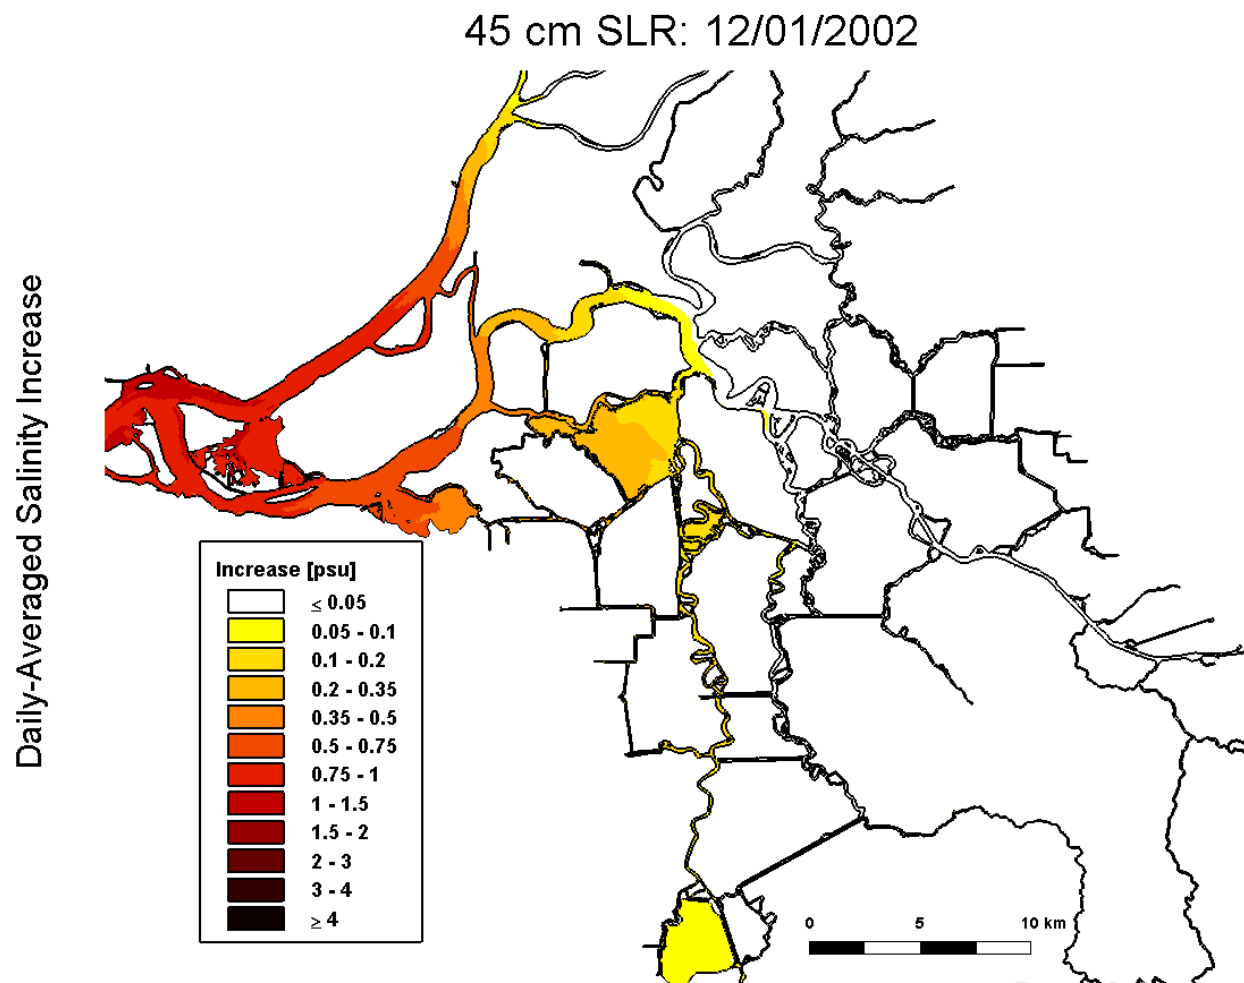 45 cm SLR: 12/01/2002
Daily-Averaged Salinity Increase
Increase [psu]
≤ 0.05
0.05 - 0.1
0.1 - 0.2
0.2 - 0.35
0.35 - 0.5
0.5 - 0.75
0.75 - 1
1 - 1.5
1.5 - 2
2 - 3
3 - 4
≥ 4
0 5 10 km